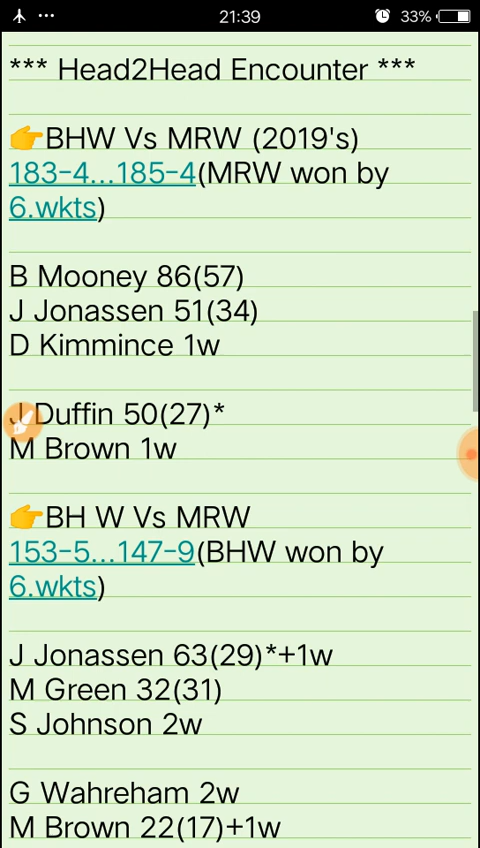 21:39
33%
*** Head2Head Encounter ***
👉BHW Vs MRW (2019's)
183-4...185-4(MRW won by
6.wkts)
B Mooney 86(57)
J Jonassen 51(34)
D Kimmince 1w
J Duffin 50(27)*
M Brown 1w
👉BH W Vs MRW
153-5...147-9(BHW won by
6.wkts)
J Jonassen 63(29)*+1w
M Green 32(31)
S Johnson 2w
G Wahreham 2w
M Brown 22(17)+1w